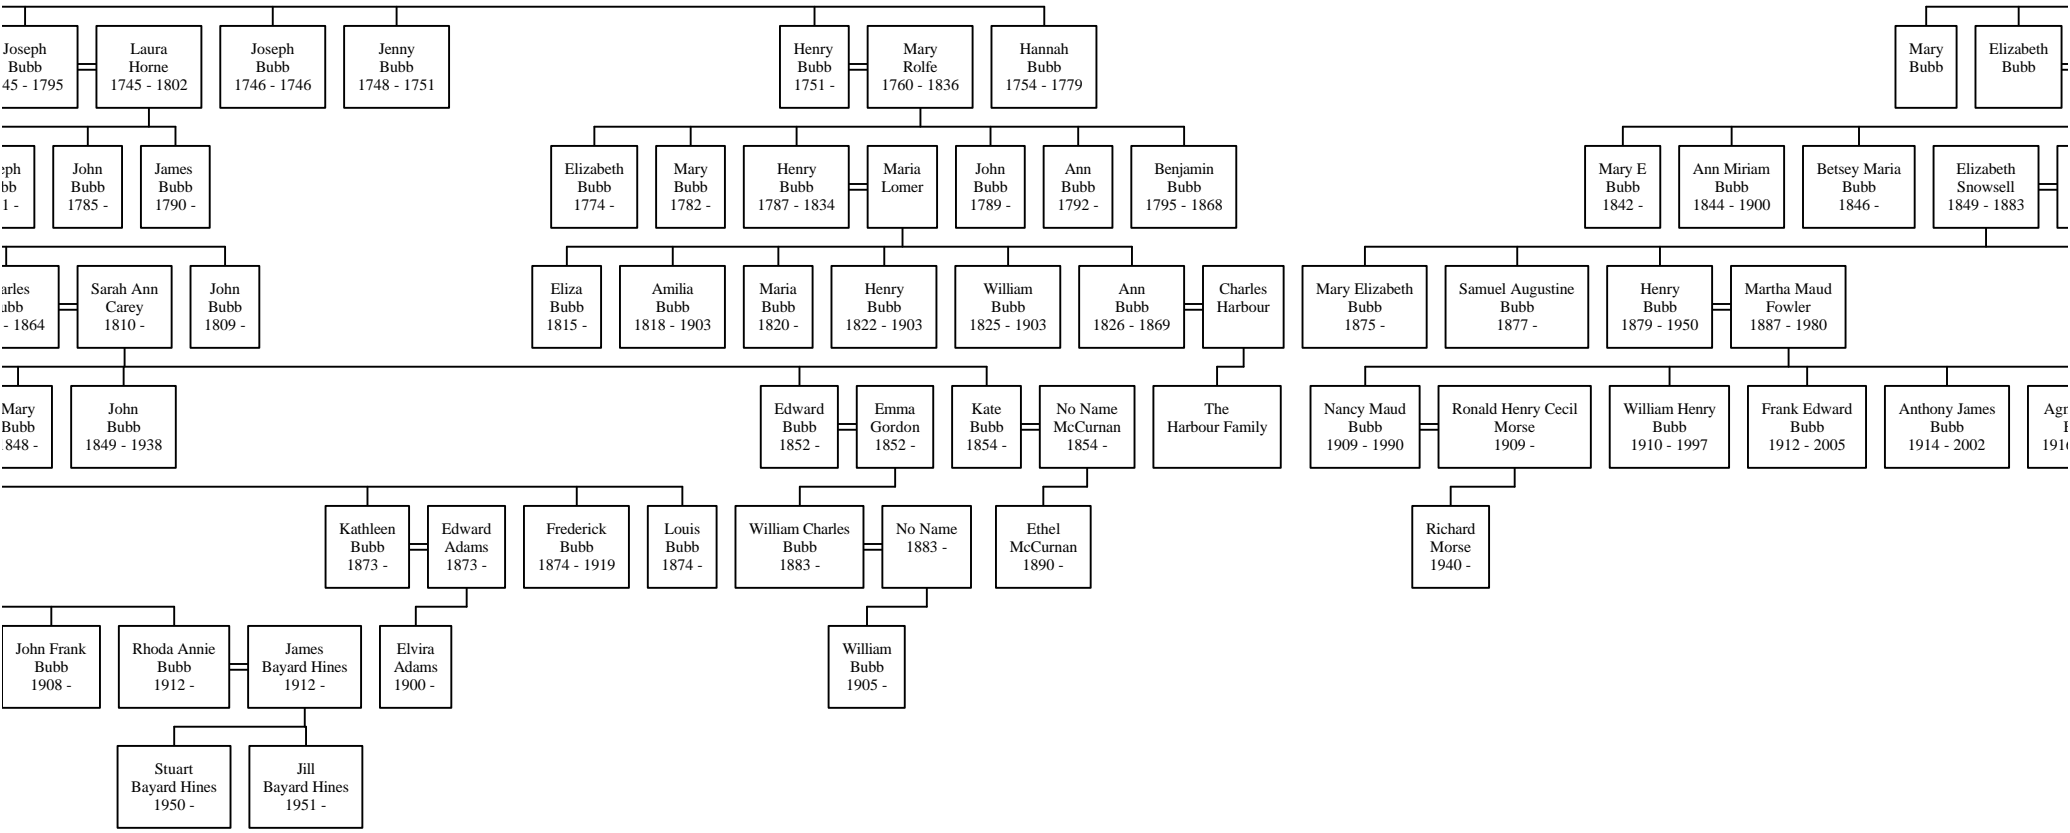 Joseph
Bubb
45 - 1795
Laura
Horne
1745 - 1802
Joseph
Bubb
1746 - 1746
Jenny
Bubb
1748 - 1751
Henry
Bubb
1751 -
Mary
Rolfe
1760 - 1836
Hannah
Bubb
1754 - 1779
Mary
Bubb
Elizabeth
Bubb
eph
bb
1 -
John
Bubb
1785 -
James
Bubb
1790 -
Elizabeth
Bubb
1774 -
Mary
Bubb
1782 -
Henry
Bubb
1787 - 1834
Maria
Lomer
John
Bubb
1789 -
Ann
Bubb
1792 -
Benjamin
Bubb
1795 - 1868
Mary E
Bubb
1842 -
Ann Miriam
Bubb
1844 - 1900
Betsey Maria
Bubb
1846 -
Elizabeth
Snowsell
1849 - 1883
arles
ubb
- 1864
Sarah Ann
Carey
1810 -
John
Bubb
1809 -
Eliza
Bubb
1815 -
Amilia
Bubb
1818 - 1903
Maria
Bubb
1820 -
Henry
Bubb
1822 - 1903
William
Bubb
1825 - 1903
Ann
Bubb
1826 - 1869
Charles
Harbour
Mary Elizabeth
Bubb
1875 -
Samuel Augustine
Bubb
1877 -
Henry
Bubb
1879 - 1950
Martha Maud
Fowler
1887 - 1980
Mary
Bubb
848 -
John
Bubb
1849 - 1938
Edward
Bubb
1852 -
Emma
Gordon
1852 -
Kate
Bubb
1854 -
No Name
McCurnan
1854 -
The
Harbour Family
Nancy Maud
Bubb
1909 - 1990
Ronald Henry Cecil
Morse
1909 -
William Henry
Bubb
1910 - 1997
Frank Edward
Bubb
1912 - 2005
Anthony James
Bubb
1914 - 2002
Agn
1916
Kathleen
Bubb
1873 -
Edward
Adams
1873 -
Frederick
Bubb
1874 - 1919
Louis
Bubb
1874 -
William Charles
Bubb
1883 -
No Name
1883 -
Ethel
McCurnan
1890 -
Richard
Morse
1940 -
John Frank
Bubb
1908 -
Rhoda Annie
Bubb
1912 -
James
Bayard Hines
1912 -
Elvira
Adams
1900 -
William
Bubb
1905 -
Stuart
Bayard Hines
1950 -
Jill
Bayard Hines
1951 -